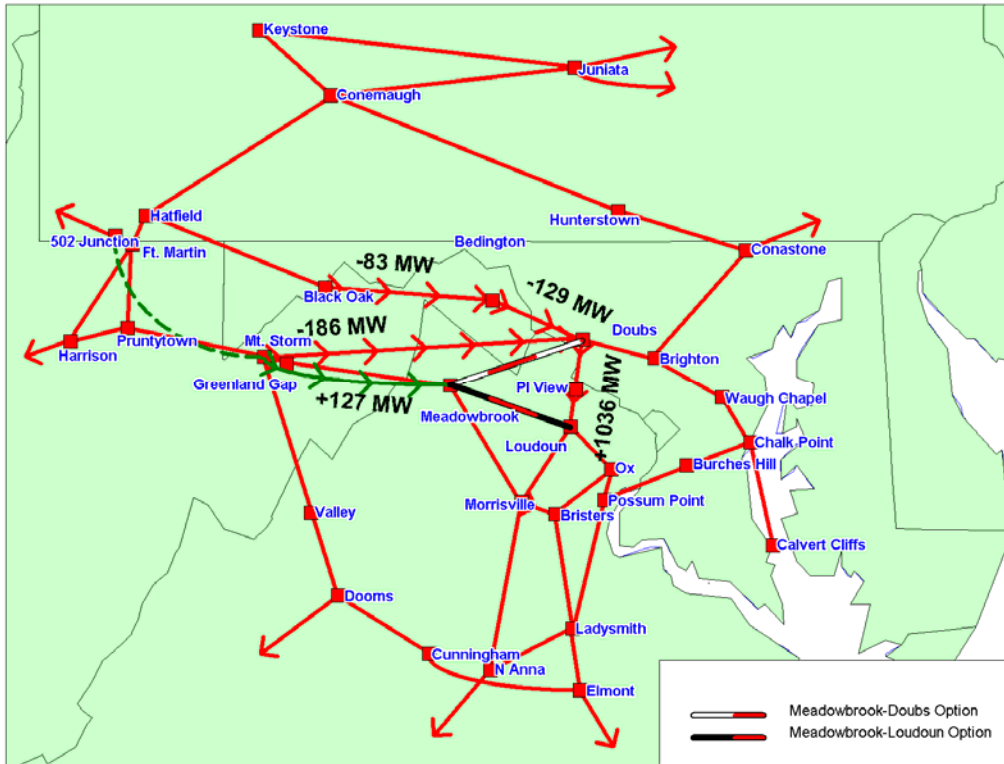 Keystone
Juniata
Conemaugh
Hatfield
Hunterstown
502 Junction
Ft. Martin
Bedington
Conastone
-83 MW
Black Oak
-129 MW
Doubs
-186 MW
Harrison
Pruntytown
Mt. Storm
Brighton
Greenland Gap
+127 MW
Pl View
+1036 MW
Waugh Chapel
Meadowbrook
Loudoun
Chalk Point
Burches Hill
Ox
Morrisville
Possum Point
Valley
Bristers
Calvert Cliffs
Dooms
Ladysmith
Cunningham
N Anna
Elmont
Meadowbrook-Doubs Option
Meadowbrook-Loudoun Option